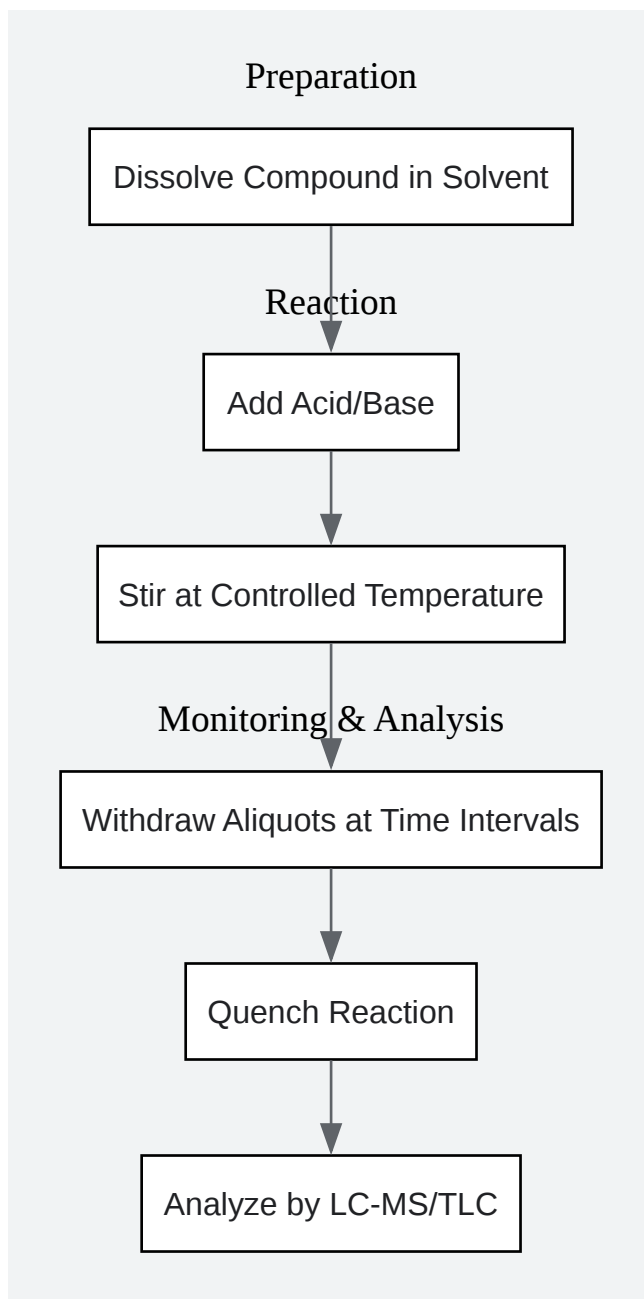 Preparation
Dissolve Compound in Solvent
Reaction
Add Acid/Base
Stir at Controlled Temperature
Monitoring & Analysis
Withdraw Aliquots at Time Intervals
Quench Reaction
Analyze by LC-MS/TLC